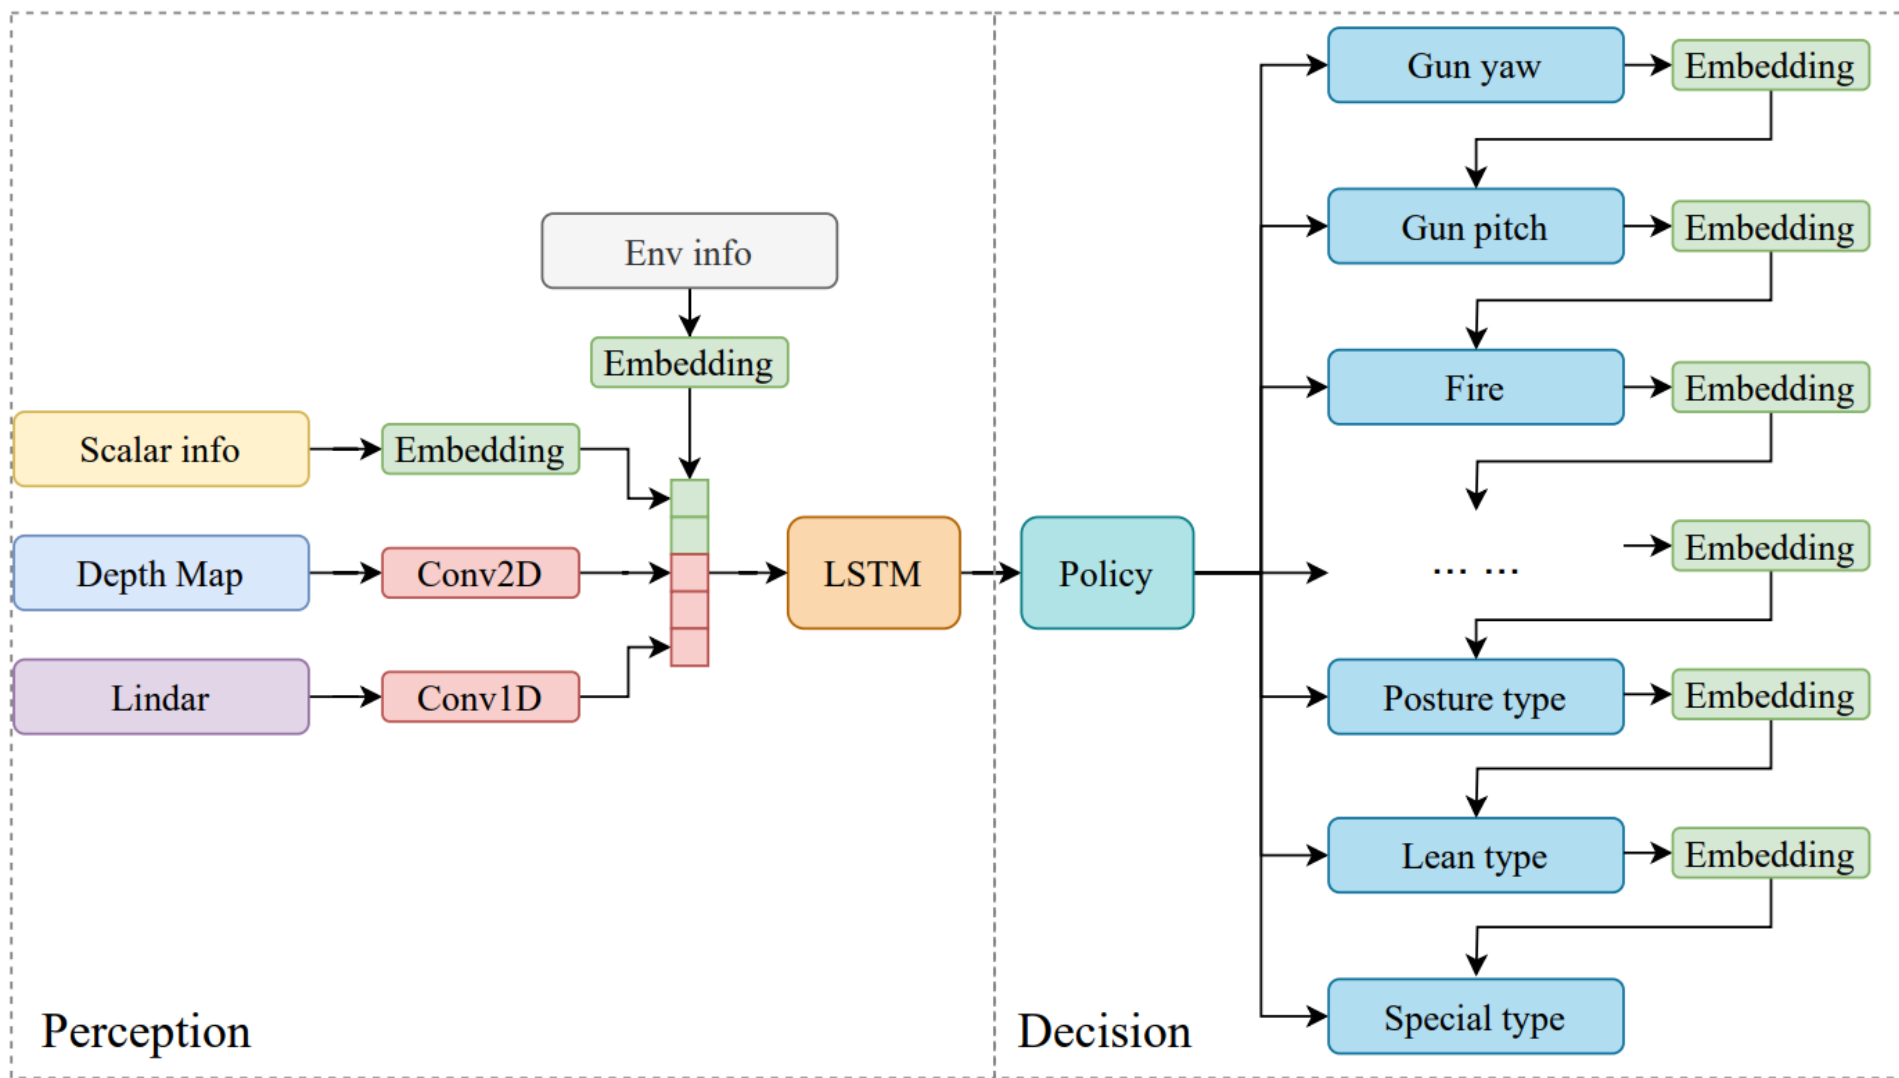 Env info
Embedding
Scalar info
Embedding
Depth Map
Conv2D
Lindar
Conv1D
LSTM
Perception
Policy
Gun yaw
Embedding
Gun pitch
Embedding
Fire
Embedding
... ...
Embedding
Posture type
Embedding
Lean type
Embedding
Special type
Decision